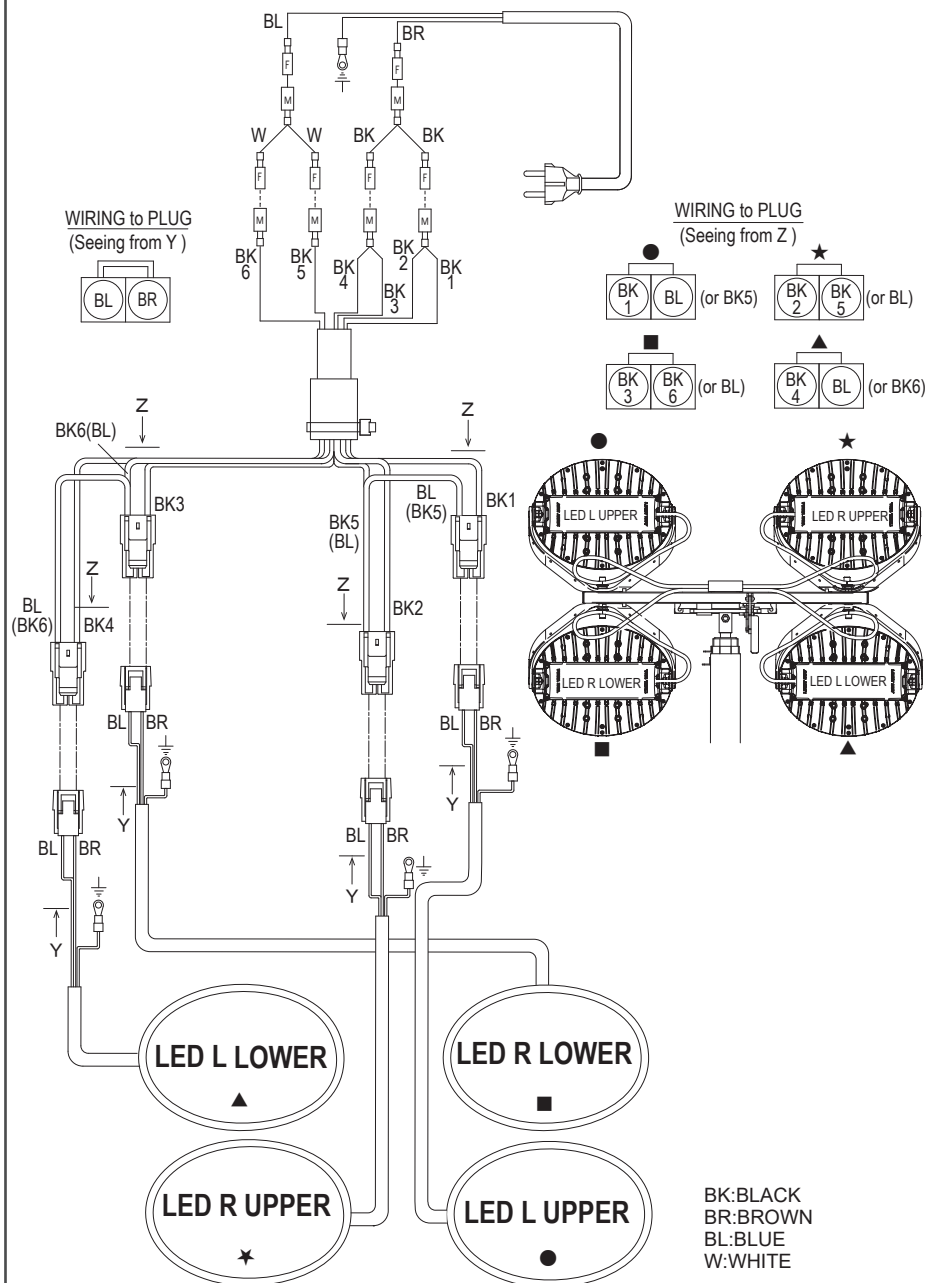 BL
BR
F
F
M
M
W W BK BK
F F F F
M M M M
WIRING to PLUG
(Seeing from Y )
BL BR
BK 6
BK 5
BK 4
BK 3
BK 2
BK 1
WIRING to PLUG
(Seeing from Z )
BK 1 BL (or BK5)
BK 2 BK 5 (or BL)
BK 3 BK 6 (or BL)
BK 4 BL (or BK6)
Z
BK6(BL)
BK3
Z
BL
(BK5)
BK1
BK5
(BL)
Z
BL
(BK6)
BK4
Z
BK2
LED L UPPER
LED R UPPER
LED R LOWER
LED L LOWER
BL BR
BL BR
Y
Y
BL BR
BL BR
Y
Y
LED L LOWER
LED R LOWER
LED R UPPER
LED L UPPER
BK:BLACK
BR:BROWN
BL:BLUE
W:WHITE